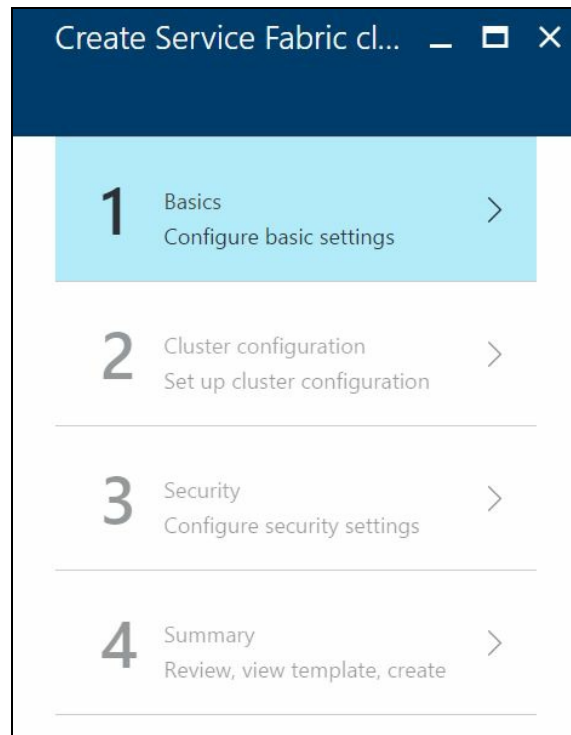 Create Service Fabric cl...
1
Basics
Configure basic settings
2
Cluster configuration
Set up cluster configuration
3
Security
Configure security settings
4
Summary
Review, view template, create